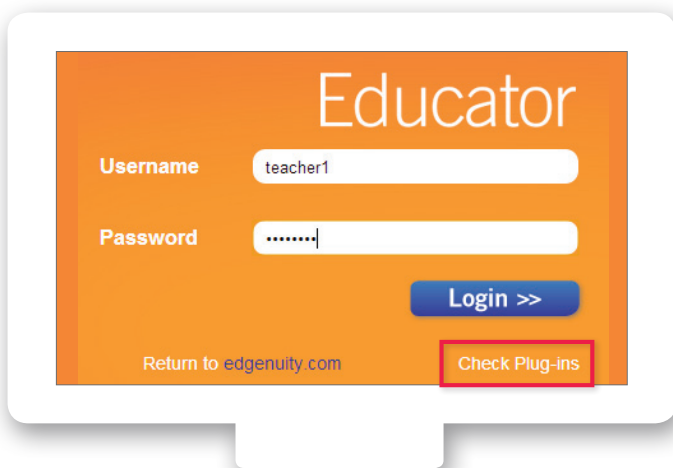 Educator
Username teacher1
Password ••••••••
Login >>
Return to edgenuity.com Check Plug-ins